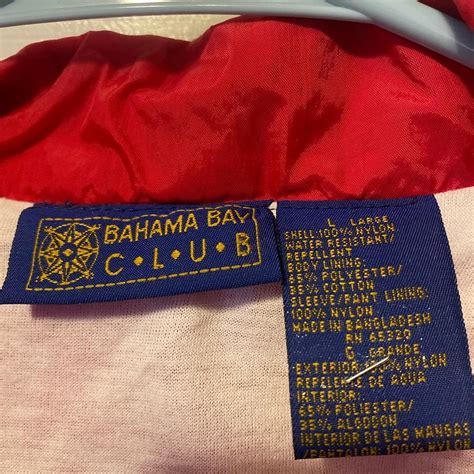 BAHAMA BAY
C•L•U•B
L LARGE
SHELL:100% NYLON
WATER RESISTANT/
REPELLENT
BODY LINING:
65% POLYESTER/
35% COTTON
SLEEVE/PANT LINING:
100% NYLON
MADE IN BANGLADESH
RN 65320
G GRANDE
EXTERIOR:100% NYLON
REPELENTE DE AGUA
INTERIOR:
65% POLIESTER/
35% ALGODON
INTERIOR DE LAS MANGAS
/PANTALON: 100% NYLON